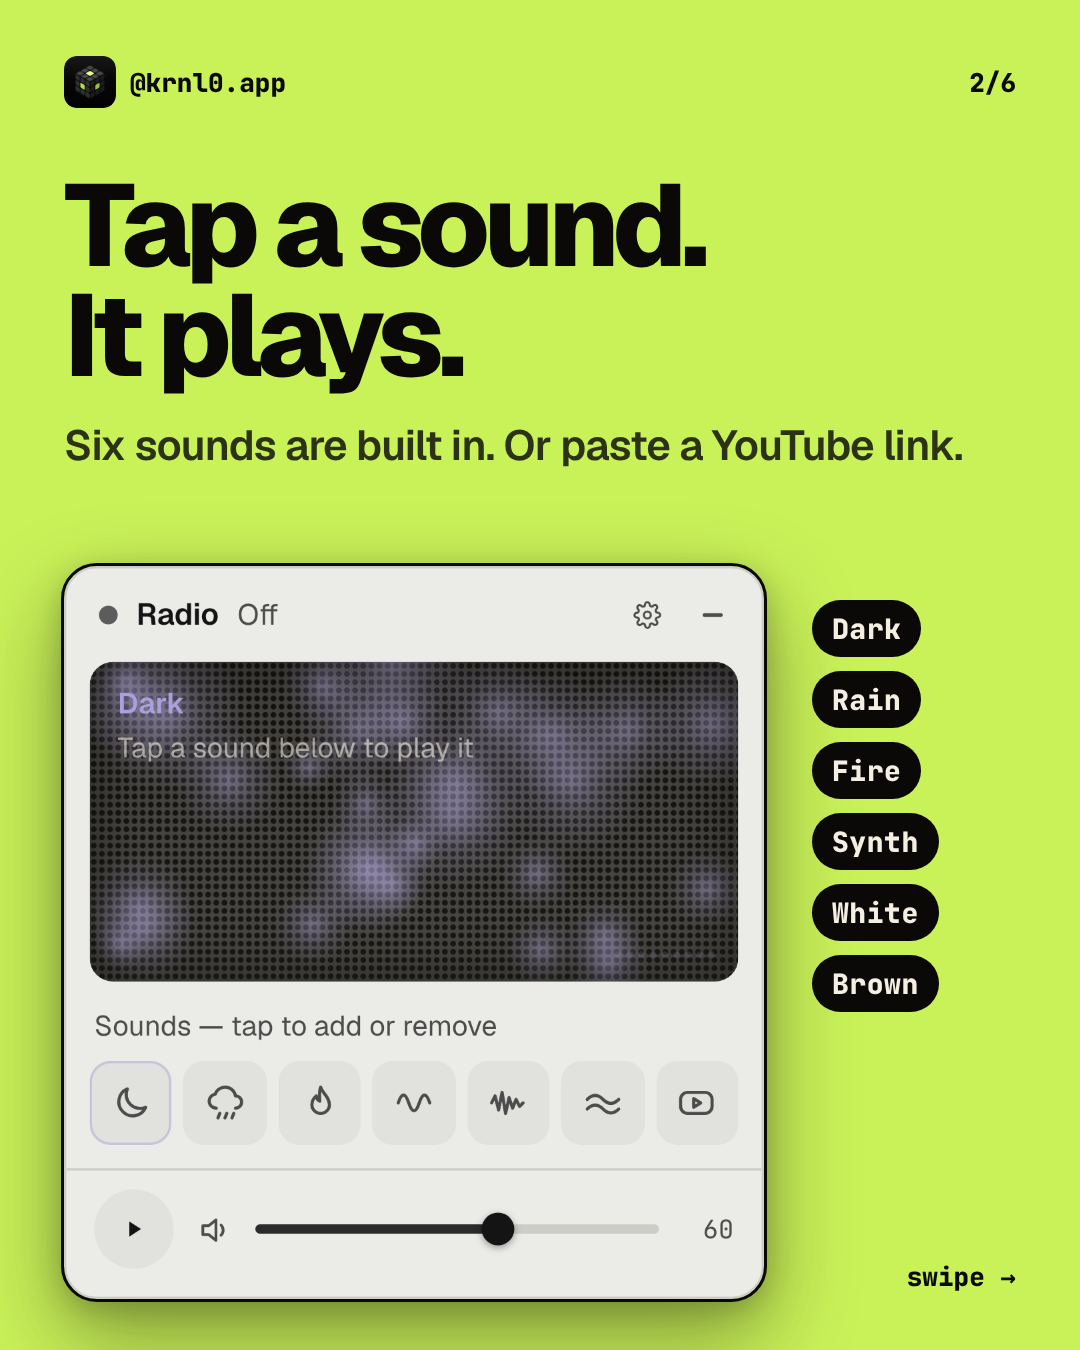 @krnl0.app
2/6
Tap a sound.
It plays.
Six sounds are built in. Or paste a YouTube link.
Radio Off
Dark
Tap a sound below to play it
Sounds — tap to add or remove
60
Dark
Rain
Fire
Synth
White
Brown
swipe →